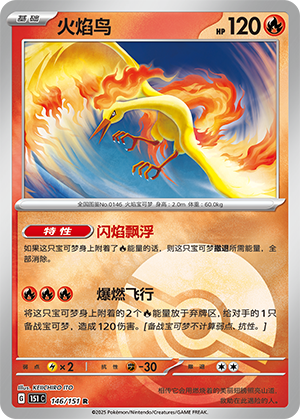 基础 火焰鸟 HP 120
全国图鉴No.0146 火焰宝可梦 身高：2.0m 体重：60.0kg
特性 闪焰飘浮
如果这只宝可梦身上附着了能量的话，则这只宝可梦撤退所需能量，全
部消除。
爆燃飞行
将这只宝可梦身上附着的2个能量放于弃牌区，给对手的1只
备战宝可梦，造成120伤害。[备战宝可梦不计算弱点、抗性。]
弱点 ×2 抗性 -30 撤退
Illus. KEIICHIRO ITO
G 151 C 146/151 R
©2025 Pokémon/Nintendo/Creatures/GAME FREAK.